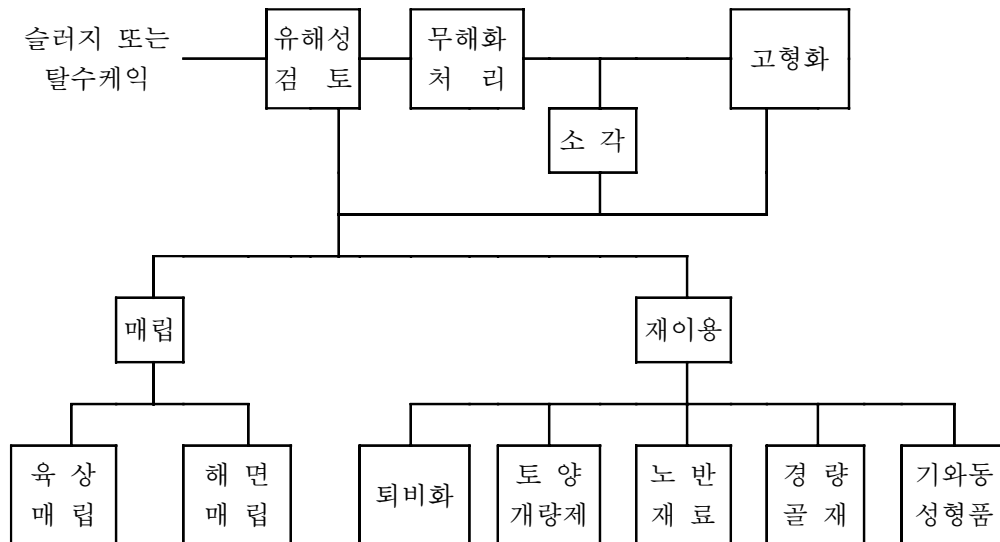 슬러지 또는
탈수케익
유해성
검 토
무해화
처 리
고형화
소 각
매립
재이용
육 상
매 립
해 면
매 립
퇴비화
토 양
개량제
노 반
재 료
경 량
골 재
기와동
성형품